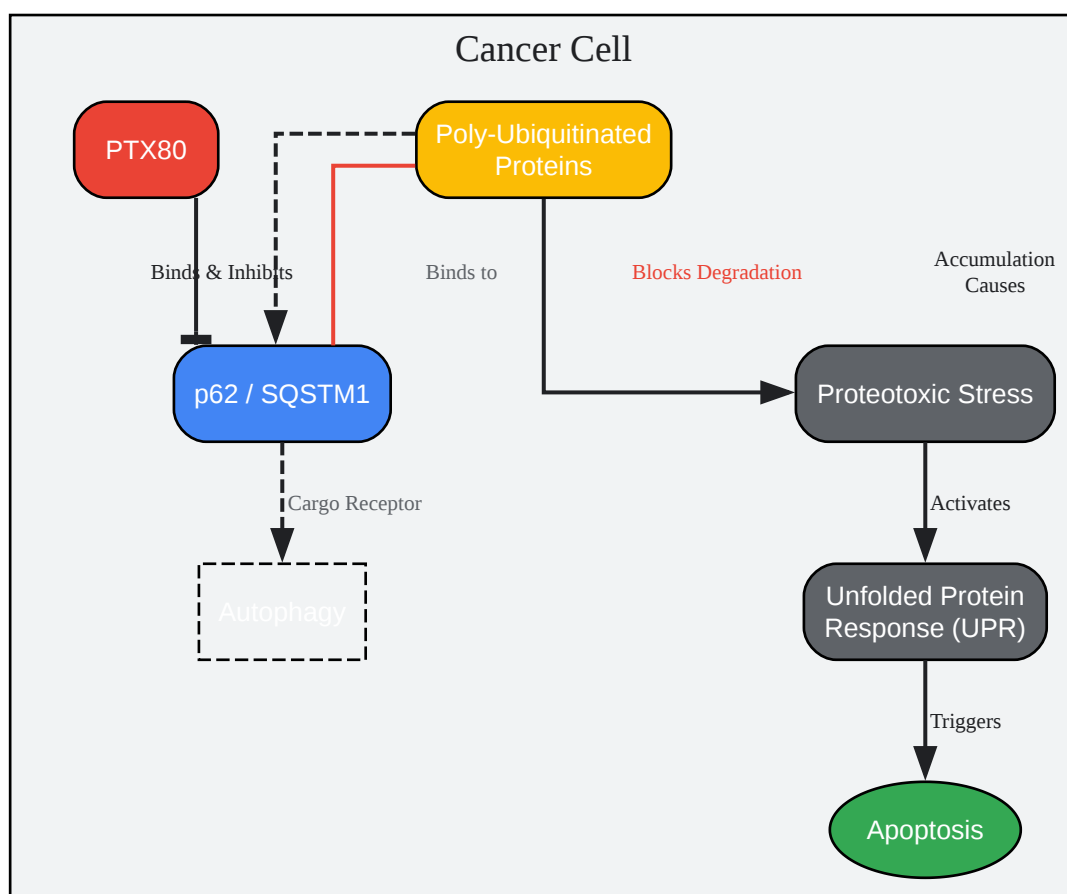 Cancer Cell
PTX80
Poly-Ubiquitinated
Proteins
Binds & Inhibits
Binds to
Blocks Degradation
Accumulation
Causes
p62 / SQSTM1
Proteotoxic Stress
Cargo Receptor
Activates
Autophagy
Unfolded Protein
Response (UPR)
Triggers
Apoptosis